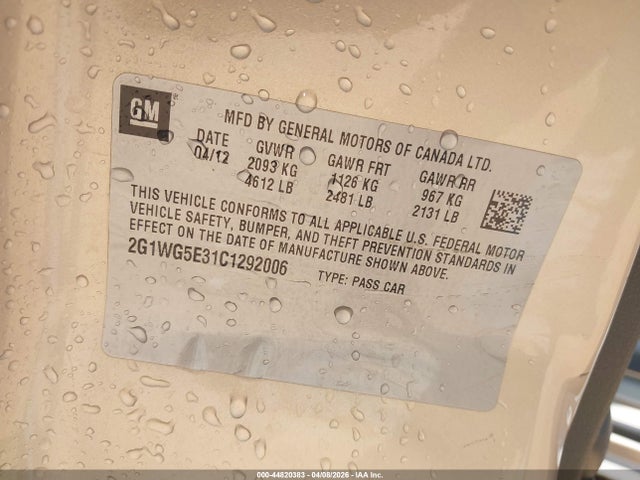 GM ®
MFD BY GENERAL MOTORS OF CANADA LTD.
DATE GVWR GAWR FRT GAWR RR
04/12 2093 KG 1126 KG 967 KG
4612 LB 2481 LB 2131 LB
THIS VEHICLE CONFORMS TO ALL APPLICABLE U.S. FEDERAL MOTOR
VEHICLE SAFETY, BUMPER, AND THEFT PREVENTION STANDARDS IN
EFFECT ON THE DATE OF MANUFACTURE SHOWN ABOVE.
2G1WG5E31C1292006 TYPE: PASS CAR
000-44820383 - 04/08/2026 - IAA Inc.